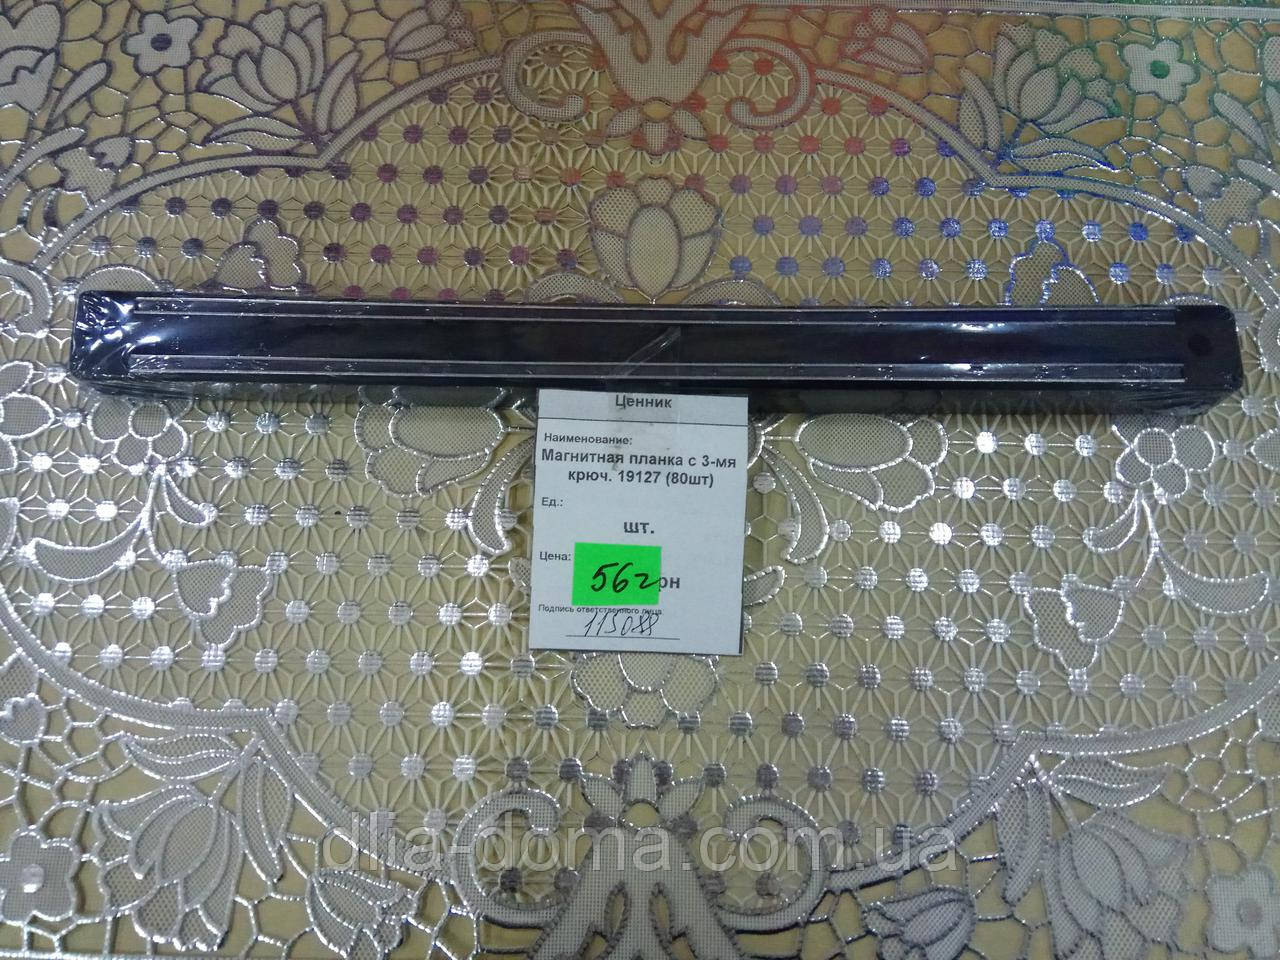 Ценник
Наименование:
Магнитная планка с 3-мя
крюч. 19127 (80шт)
Ед.:
шт.
Цена:
56г рн
Подпись ответственного лица:
dlia-doma.com.ua